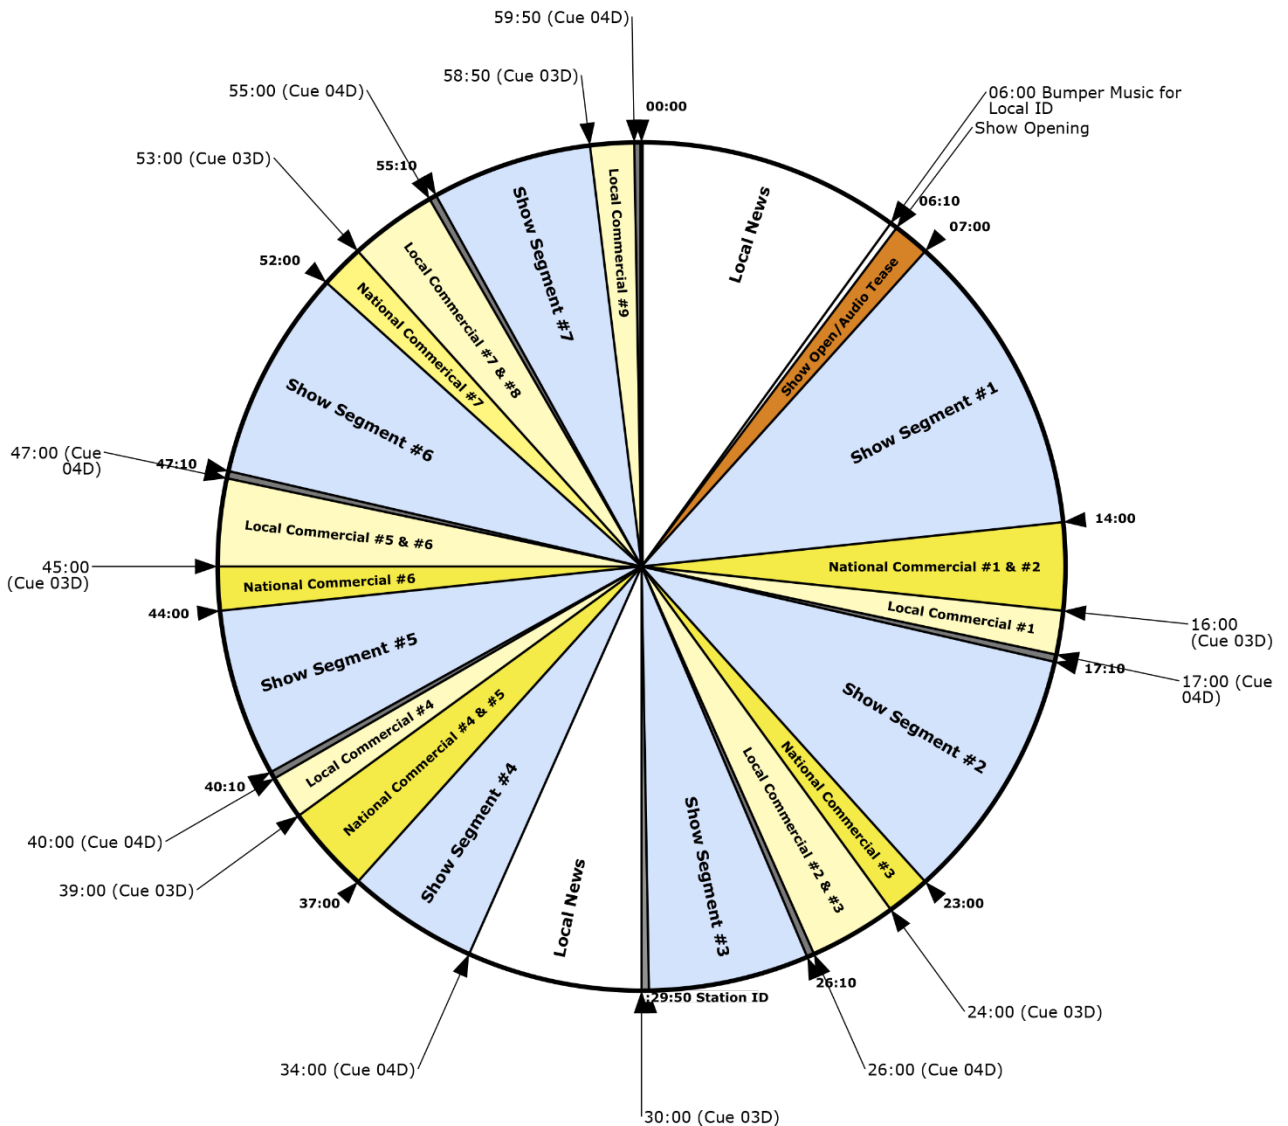 59:50 (Cue 04D)
58:50 (Cue 03D)
00:00
55:00 (Cue 04D)
06:00 Bumper Music for
Local ID
Show Opening
53:00 (Cue 03D)
55:10
06:10
07:00
52:00
Local News
Local Commercial #9
Show Segment #7
Local Commercial #7 & #8
National Commerical #7
Show Open/Audio Tease
Show Segment #1
Show Segment #6
47:00 (Cue
04D)
47:10
14:00
Local Commercial #5 & #6
National Commercial #1 & #2
45:00
(Cue 03D)
National Commercial #6
Local Commercial #1
44:00
16:00
(Cue 03D)
17:10
17:00 (Cue
04D)
Show Segment #5
Show Segment #2
Local Commercial #4
National Commercial #4 & #5
National Commercial #3
Local Commercial #2 & #3
40:10
40:00 (Cue 04D)
39:00 (Cue 03D)
Show Segment #4
Show Segment #3
Local News
37:00
23:00
26:10
:29:50 Station ID
24:00 (Cue 03D)
34:00 (Cue 04D)
26:00 (Cue 04D)
30:00 (Cue 03D)